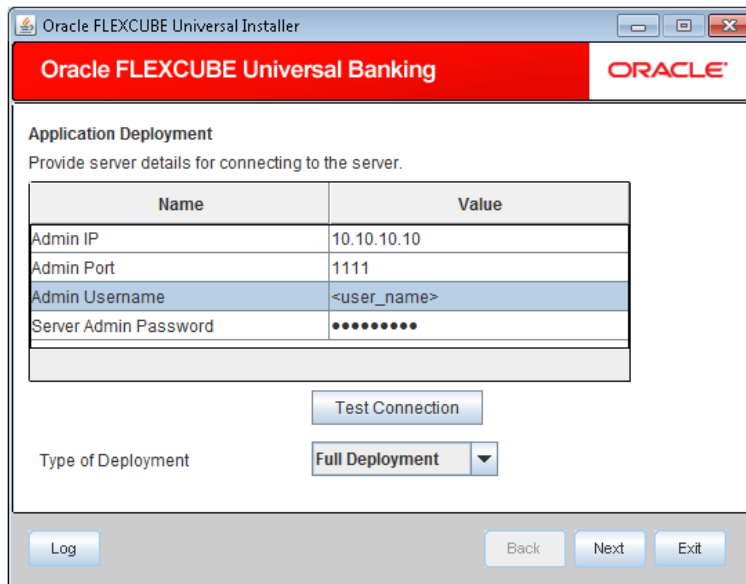 Oracle FLEXCUBE Universal Installer
Oracle FLEXCUBE Universal Banking
ORACLE
Application Deployment
Provide server details for connecting to the server.
Name Value
Admin IP 10.10.10.10
Admin Port 1111
Admin Username <user_name>
Server Admin Password •••••••••
Test Connection
Type of Deployment Full Deployment
Log Back Next Exit